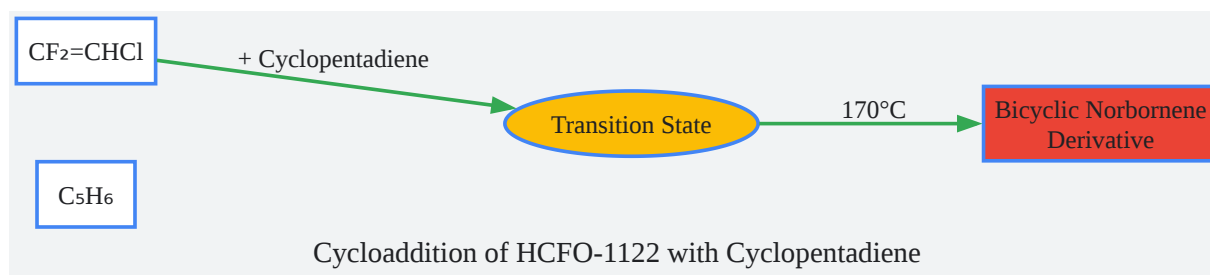 CF₂=CHCl
+ Cyclopentadiene
Transition State
170°C
Bicyclic Norbornene
Derivative
C₅H₆
Cycloaddition of HCFO-1122 with Cyclopentadiene